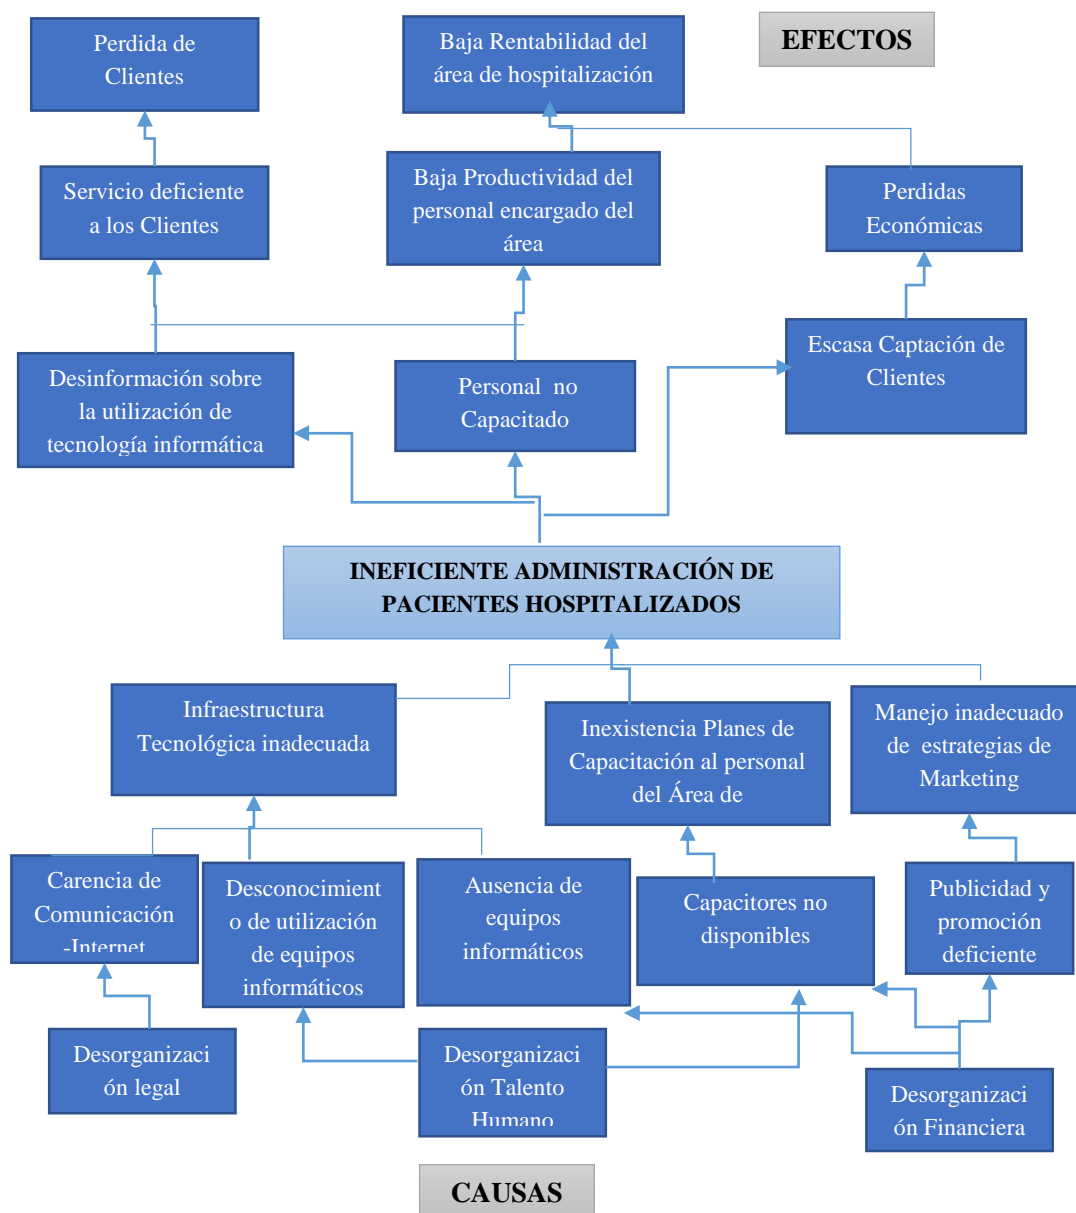 Perdida de
Clientes
Baja Rentabilidad del
área de hospitalización
EFECTOS
Servicio deficiente
a los Clientes
Baja Productividad del
personal encargado del
área
Perdidas
Económicas
Desinformación sobre
la utilización de
tecnología informática
Personal  no
Capacitado
Escasa Captación de
Clientes
INEFICIENTE ADMINISTRACIÓN DE
PACIENTES HOSPITALIZADOS
Infraestructura
Tecnológica inadecuada
Inexistencia Planes de
Capacitación al personal
del Área de
Manejo inadecuado
de  estrategias de
Marketing
Carencia de
Comunicación
-Internet
Desconocimient
o de utilización
de equipos
informáticos
Ausencia de
equipos
informáticos
Capacitores no
disponibles
Publicidad y
promoción
deficiente
Desorganizaci
ón legal
Desorganizaci
ón Talento
Humano
Desorganizaci
ón Financiera
CAUSAS